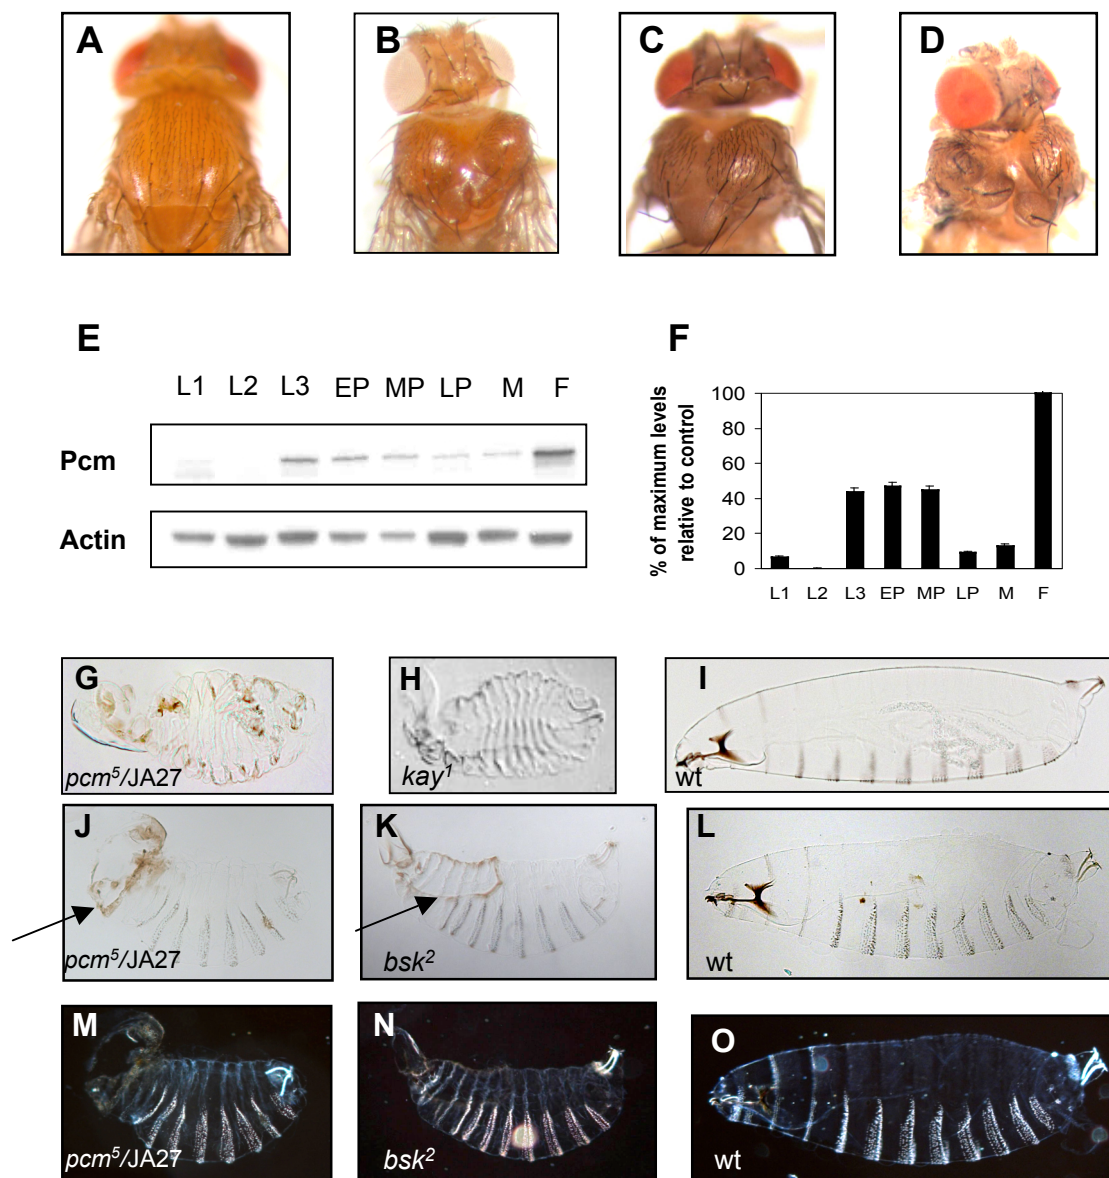 A B C D
E F
L1 L2 L3 EP MP LP M F
Pcm
Actin
% of maximum levels
relative to control
100
80
60
40
20
0
L1 L2 L3 EP MP LP M F
G
pcm⁵/JA27
H
kay¹
I
wt
J
pcm⁵/JA27
K
bsk²
L
wt
M
pcm⁵/JA27
N
bsk²
O
wt